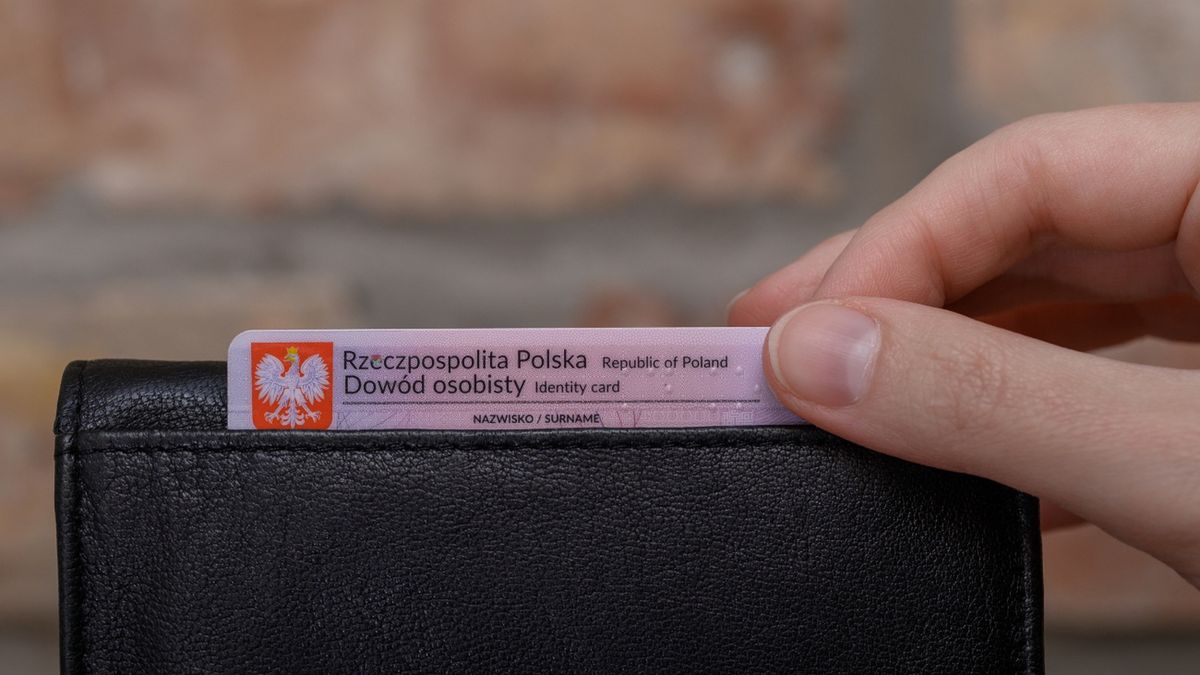 Rzeczpospolita Polska Republic of Poland
Dowód osobisty Identity card
NAZWISKO / SURNAME